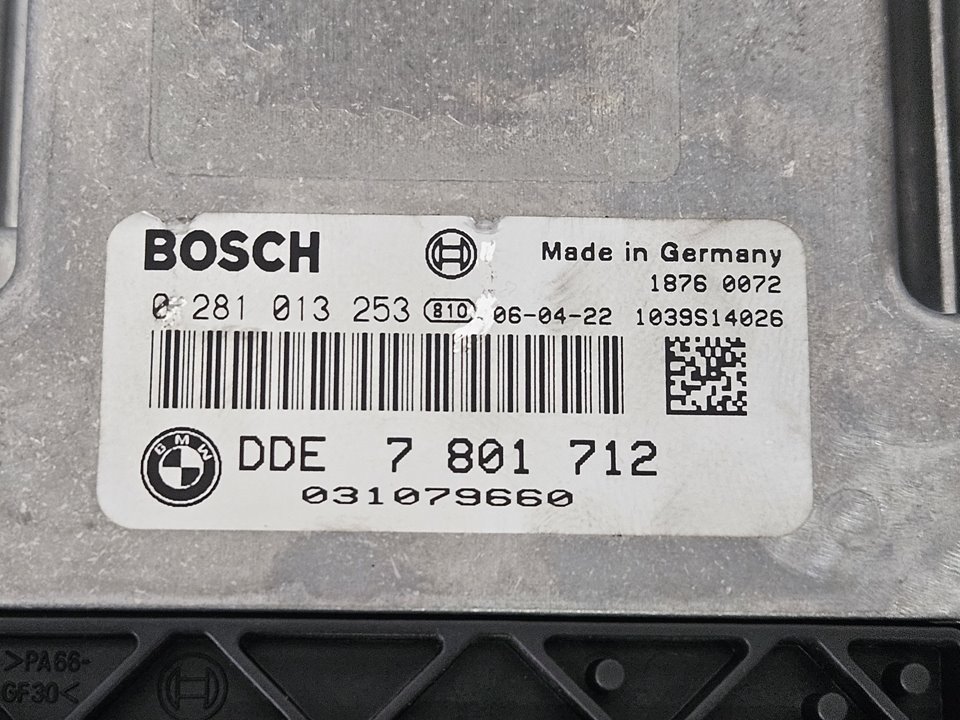 BOSCH
Made in Germany
1876 0072
0 281 013 253 810 06-04-22 1039S14026
BMW
DDE 7 801 712
031079660
>PA66-
GF30<